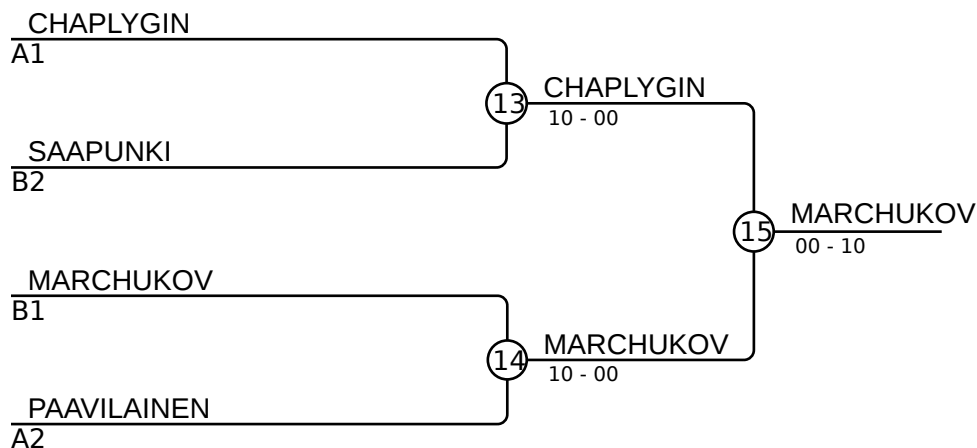 CHAPLYGIN
A1
13
CHAPLYGIN
10 - 00
SAAPUNKI
B2
15
MARCHUKOV
00 - 10
MARCHUKOV
B1
14
MARCHUKOV
10 - 00
PAAVILAINEN
A2